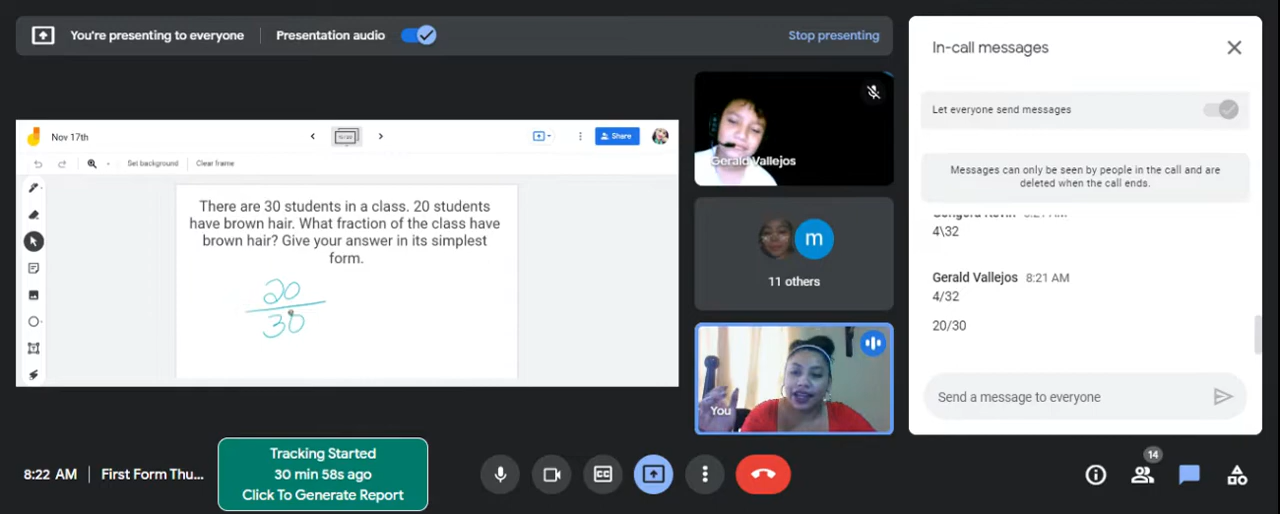 You're presenting to everyone
Presentation audio
Stop presenting
Nov 17th
Share
Set background
Clear frame
There are 30 students in a class. 20 students
have brown hair. What fraction of the class have
brown hair? Give your answer in its simplest
form.
20
30
Gerald Vallejos
m
11 others
You
In-call messages
Let everyone send messages
Messages can only be seen by people in the call and are
deleted when the call ends.
4\32
Gerald Vallejos 8:21 AM
4/32
20/30
Send a message to everyone
8:22 AM
First Form Thu...
Tracking Started
30 min 58s ago
Click To Generate Report
14